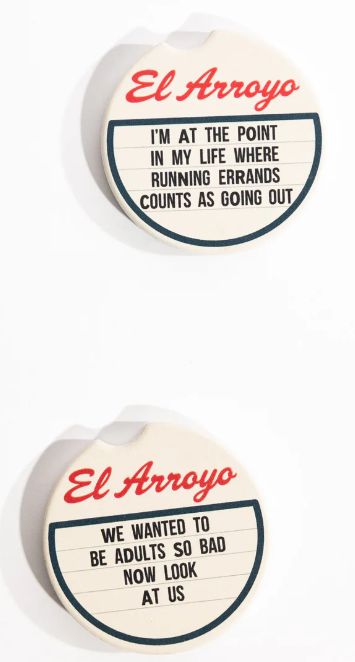 El Arroyo
I'M AT THE POINT
IN MY LIFE WHERE
RUNNING ERRANDS
COUNTS AS GOING OUT
El Arroyo
WE WANTED TO
BE ADULTS SO BAD
NOW LOOK
AT US